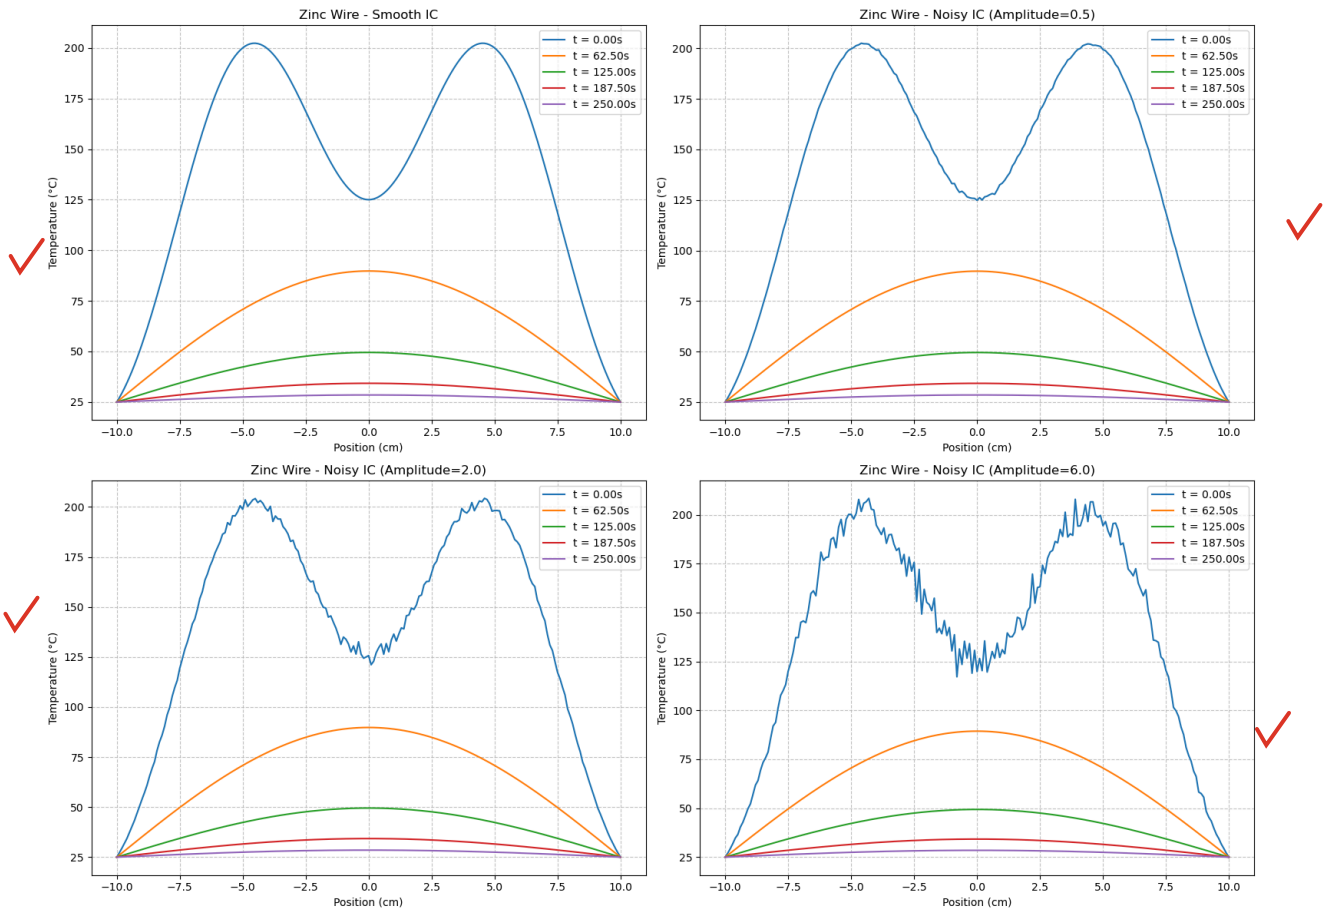 Zinc Wire - Smooth IC
Temperature (°C)
200
175
150
125
100
75
50
25
t = 0.00s
t = 62.50s
t = 125.00s
t = 187.50s
t = 250.00s
−10.0 −7.5 −5.0 −2.5 0.0 2.5 5.0 7.5 10.0
Position (cm)
Zinc Wire - Noisy IC (Amplitude=0.5)
Temperature (°C)
200
175
150
125
100
75
50
25
t = 0.00s
t = 62.50s
t = 125.00s
t = 187.50s
t = 250.00s
−10.0 −7.5 −5.0 −2.5 0.0 2.5 5.0 7.5 10.0
Position (cm)
Zinc Wire - Noisy IC (Amplitude=2.0)
Temperature (°C)
200
175
150
125
100
75
50
25
t = 0.00s
t = 62.50s
t = 125.00s
t = 187.50s
t = 250.00s
−10.0 −7.5 −5.0 −2.5 0.0 2.5 5.0 7.5 10.0
Position (cm)
Zinc Wire - Noisy IC (Amplitude=6.0)
Temperature (°C)
200
175
150
125
100
75
50
25
t = 0.00s
t = 62.50s
t = 125.00s
t = 187.50s
t = 250.00s
−10.0 −7.5 −5.0 −2.5 0.0 2.5 5.0 7.5 10.0
Position (cm)